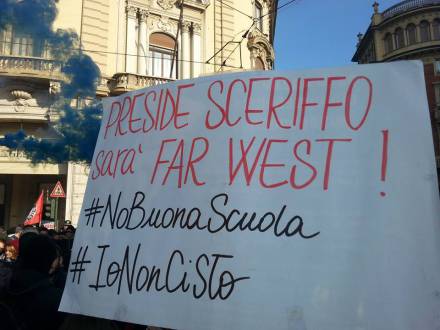 PRESIDE SCERIFFO
sara' FAR WEST !
#NoBuonaScuola
#IoNonCiSto